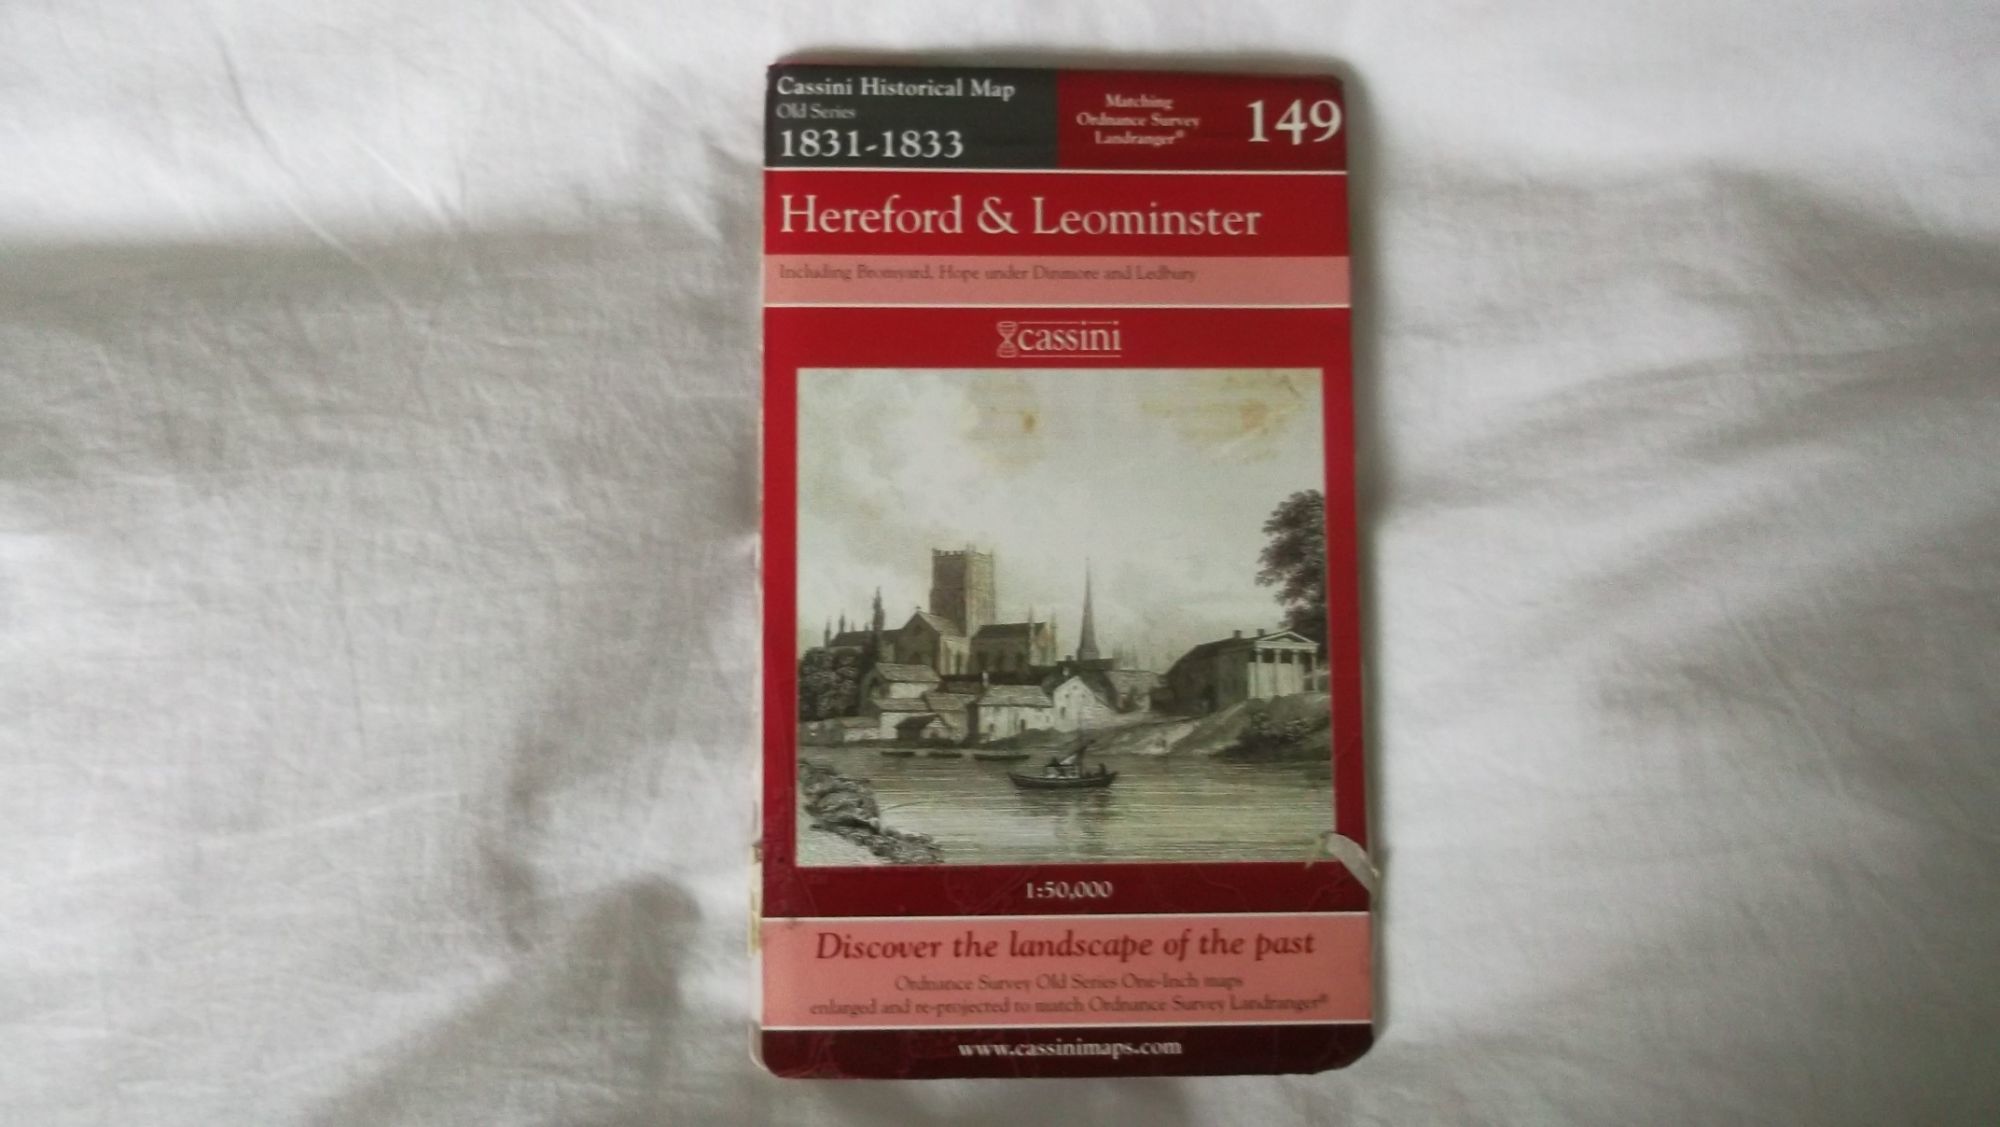 Cassini Historical Map
Old Series
1831-1833
Matching
Ordnance Survey
Landranger®
149
Hereford & Leominster
Including Bromyard, Hope under Dinmore and Ledbury
cassini
1:50,000
Discover the landscape of the past
Ordnance Survey Old Series One-Inch maps
enlarged and re-projected to match Ordnance Survey Landranger®
www.cassinimaps.com